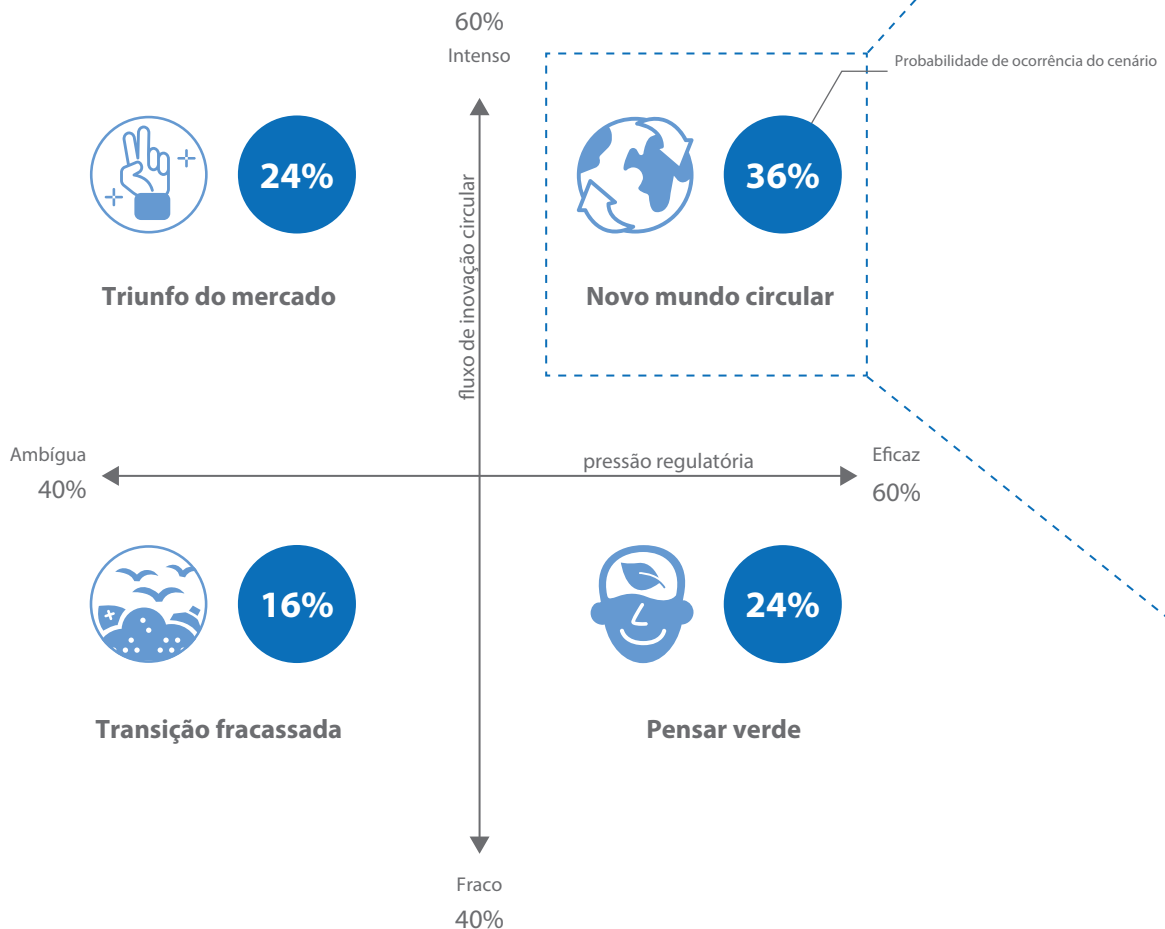 60%
Intenso
Probabilidade de ocorrência do cenário
24%
36%
fluxo de inovação circular
Triunfo do mercado
Novo mundo circular
Ambígua
40%
pressão regulatória
Eficaz
60%
16%
24%
Transição fracassada
Pensar verde
Fraco
40%